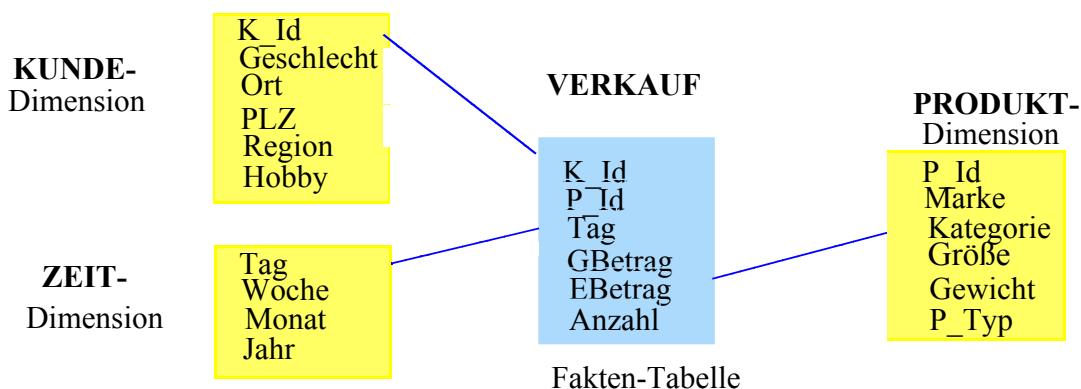 KUNDE-
Dimension
K_Id
Geschlecht
Ort
PLZ
Region
Hobby
ZEIT-
Dimension
Tag
Woche
Monat
Jahr
VERKAUF
K_Id
P_Id
Tag
GBetrag
EBetrag
Anzahl
Fakten-Tabelle
PRODUKT-
Dimension
P_Id
Marke
Kategorie
Größe
Gewicht
P_Typ